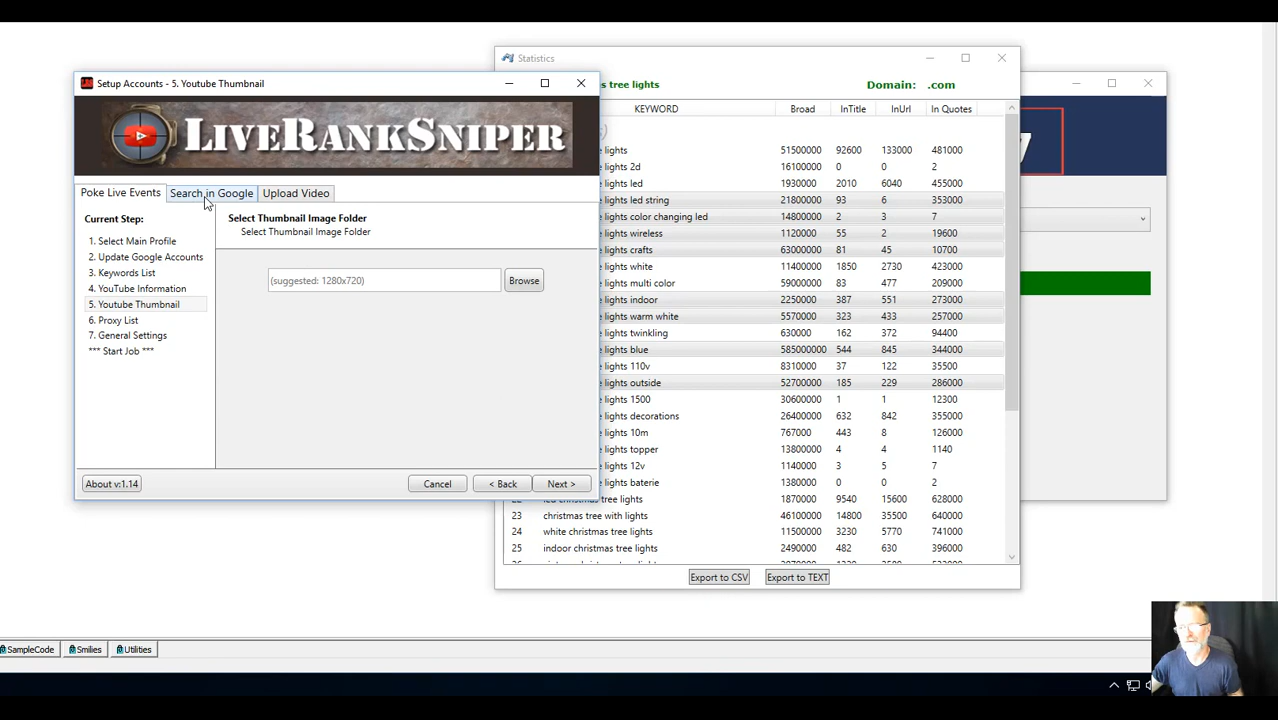 Setup Accounts - 5. Youtube Thumbnail
LIVERANKSNIPER
Poke Live Events
Search in Google
Upload Video
Current Step:
1. Select Main Profile
2. Update Google Accounts
3. Keywords List
4. YouTube Information
5. Youtube Thumbnail
6. Proxy List
7. General Settings
*** Start Job ***
Select Thumbnail Image Folder
Select Thumbnail Image Folder
(suggested: 1280x720)
Browse
About v:1.14
Cancel
< Back
Next >
Statistics
s tree lights
Domain: .com
KEYWORD Broad InTitle InUrl In Quotes
lights 51500000 92600 133000 481000
e lights 2d 16100000 0 0 2
e lights led 1930000 2010 6040 455000
e lights led string 21800000 93 6 353000
e lights color changing led 14800000 2 3 7
e lights wireless 1120000 55 2 19600
e lights crafts 63000000 81 45 10700
e lights white 11400000 1850 2730 423000
e lights multi color 59000000 83 477 209000
e lights indoor 2250000 387 551 273000
e lights warm white 5570000 323 433 257000
e lights twinkling 630000 162 372 94400
e lights blue 585000000 544 845 344000
e lights 110v 8310000 37 122 35500
e lights outside 52700000 185 229 286000
e lights 1500 30600000 1 1 12300
e lights decorations 26400000 632 842 355000
e lights 10m 767000 443 8 126000
e lights topper 13800000 4 4 1140
e lights 12v 1140000 3 5 7
e lights baterie 1380000 0 0 2
22 led christmas tree lights 1870000 9540 15600 628000
23 christmas tree with lights 46100000 14800 35500 640000
24 white christmas tree lights 11500000 3230 5770 741000
25 indoor christmas tree lights 2490000 482 630 396000
Export to CSV
Export to TEXT
SampleCode
Smilies
Utilities